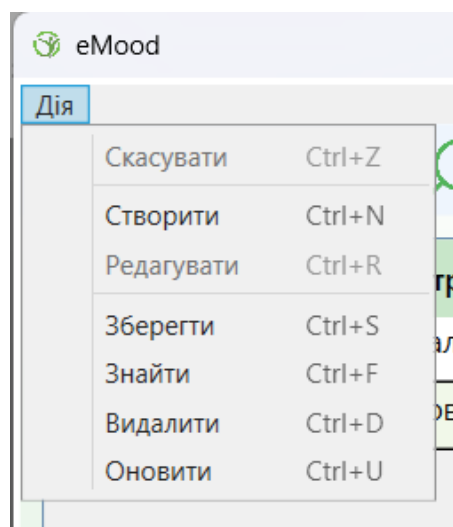 eMood
Дія
Скасувати Ctrl+Z
Створити Ctrl+N
Редагувати Ctrl+R
Зберегти Ctrl+S
Знайти Ctrl+F
Видалити Ctrl+D
Оновити Ctrl+U